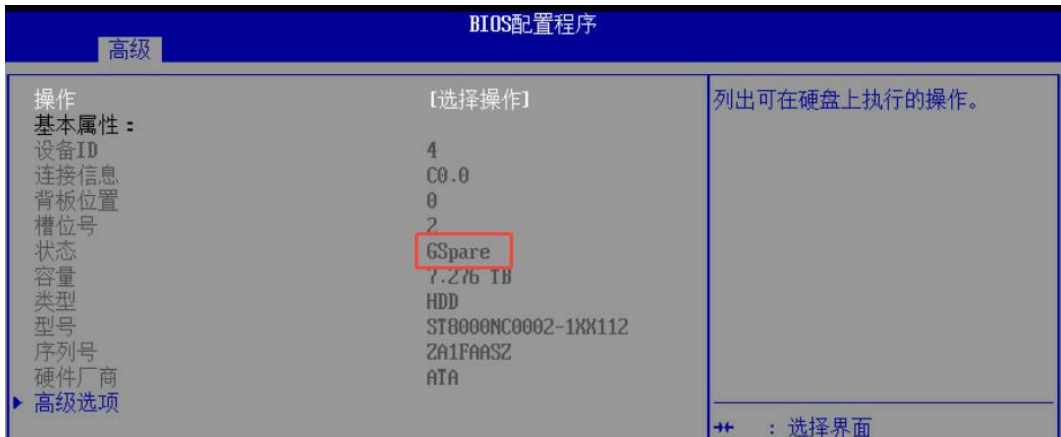 BIOS配置程序
高级
操作 [选择操作]
基本属性：
设备ID 4
连接信息 C0.0
背板位置 0
槽位号 2
状态 GSpare
容量 7.276 TB
类型 HDD
型号 ST8000NC0002-1XX112
序列号 ZA1FAASZ
硬件厂商 ATA
高级选项
列出可在硬盘上执行的操作。
→← : 选择界面